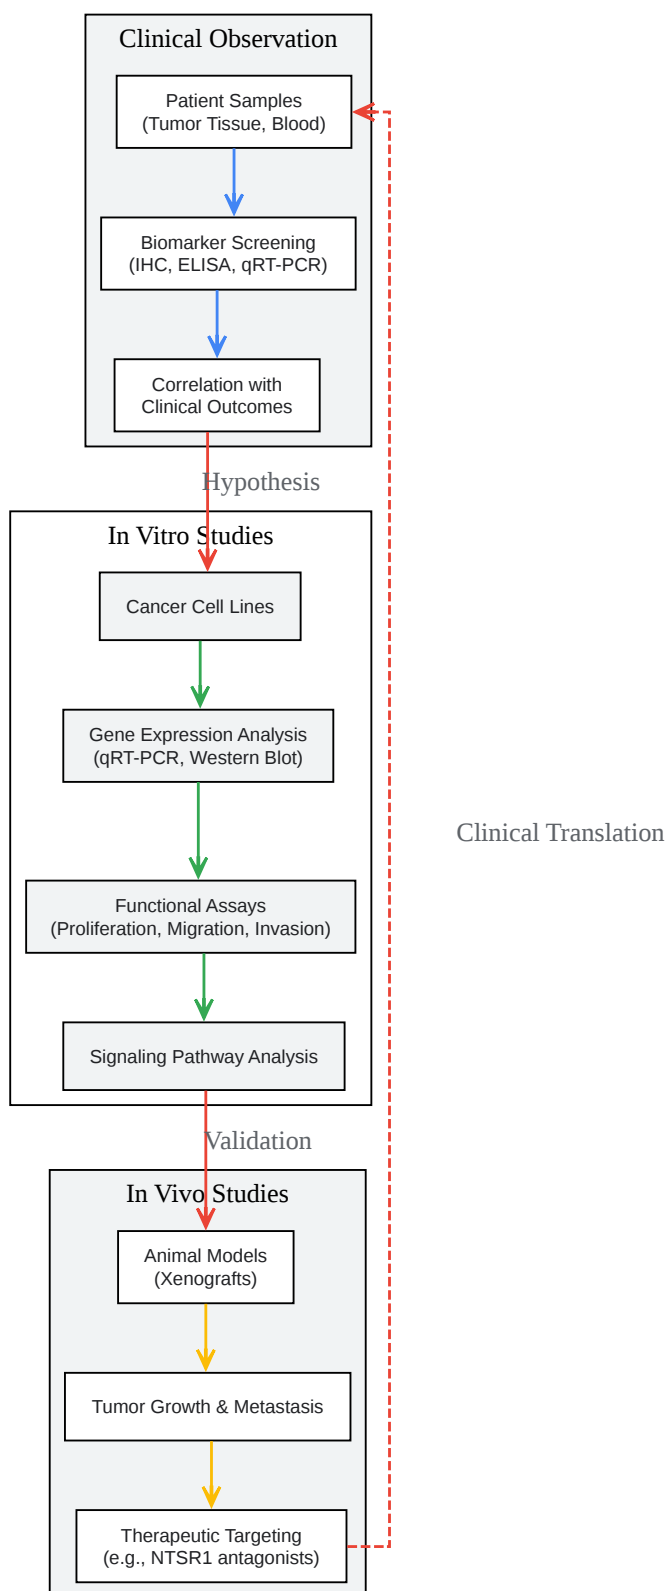 Clinical Observation
Patient Samples
(Tumor Tissue, Blood)
Biomarker Screening
(IHC, ELISA, qRT-PCR)
Correlation with
Clinical Outcomes
Hypothesis
In Vitro Studies
Cancer Cell Lines
Gene Expression Analysis
(qRT-PCR, Western Blot)
Clinical Translation
Functional Assays
(Proliferation, Migration, Invasion)
Signaling Pathway Analysis
Validation
In Vivo Studies
Animal Models
(Xenografts)
Tumor Growth & Metastasis
Therapeutic Targeting
(e.g., NTSR1 antagonists)